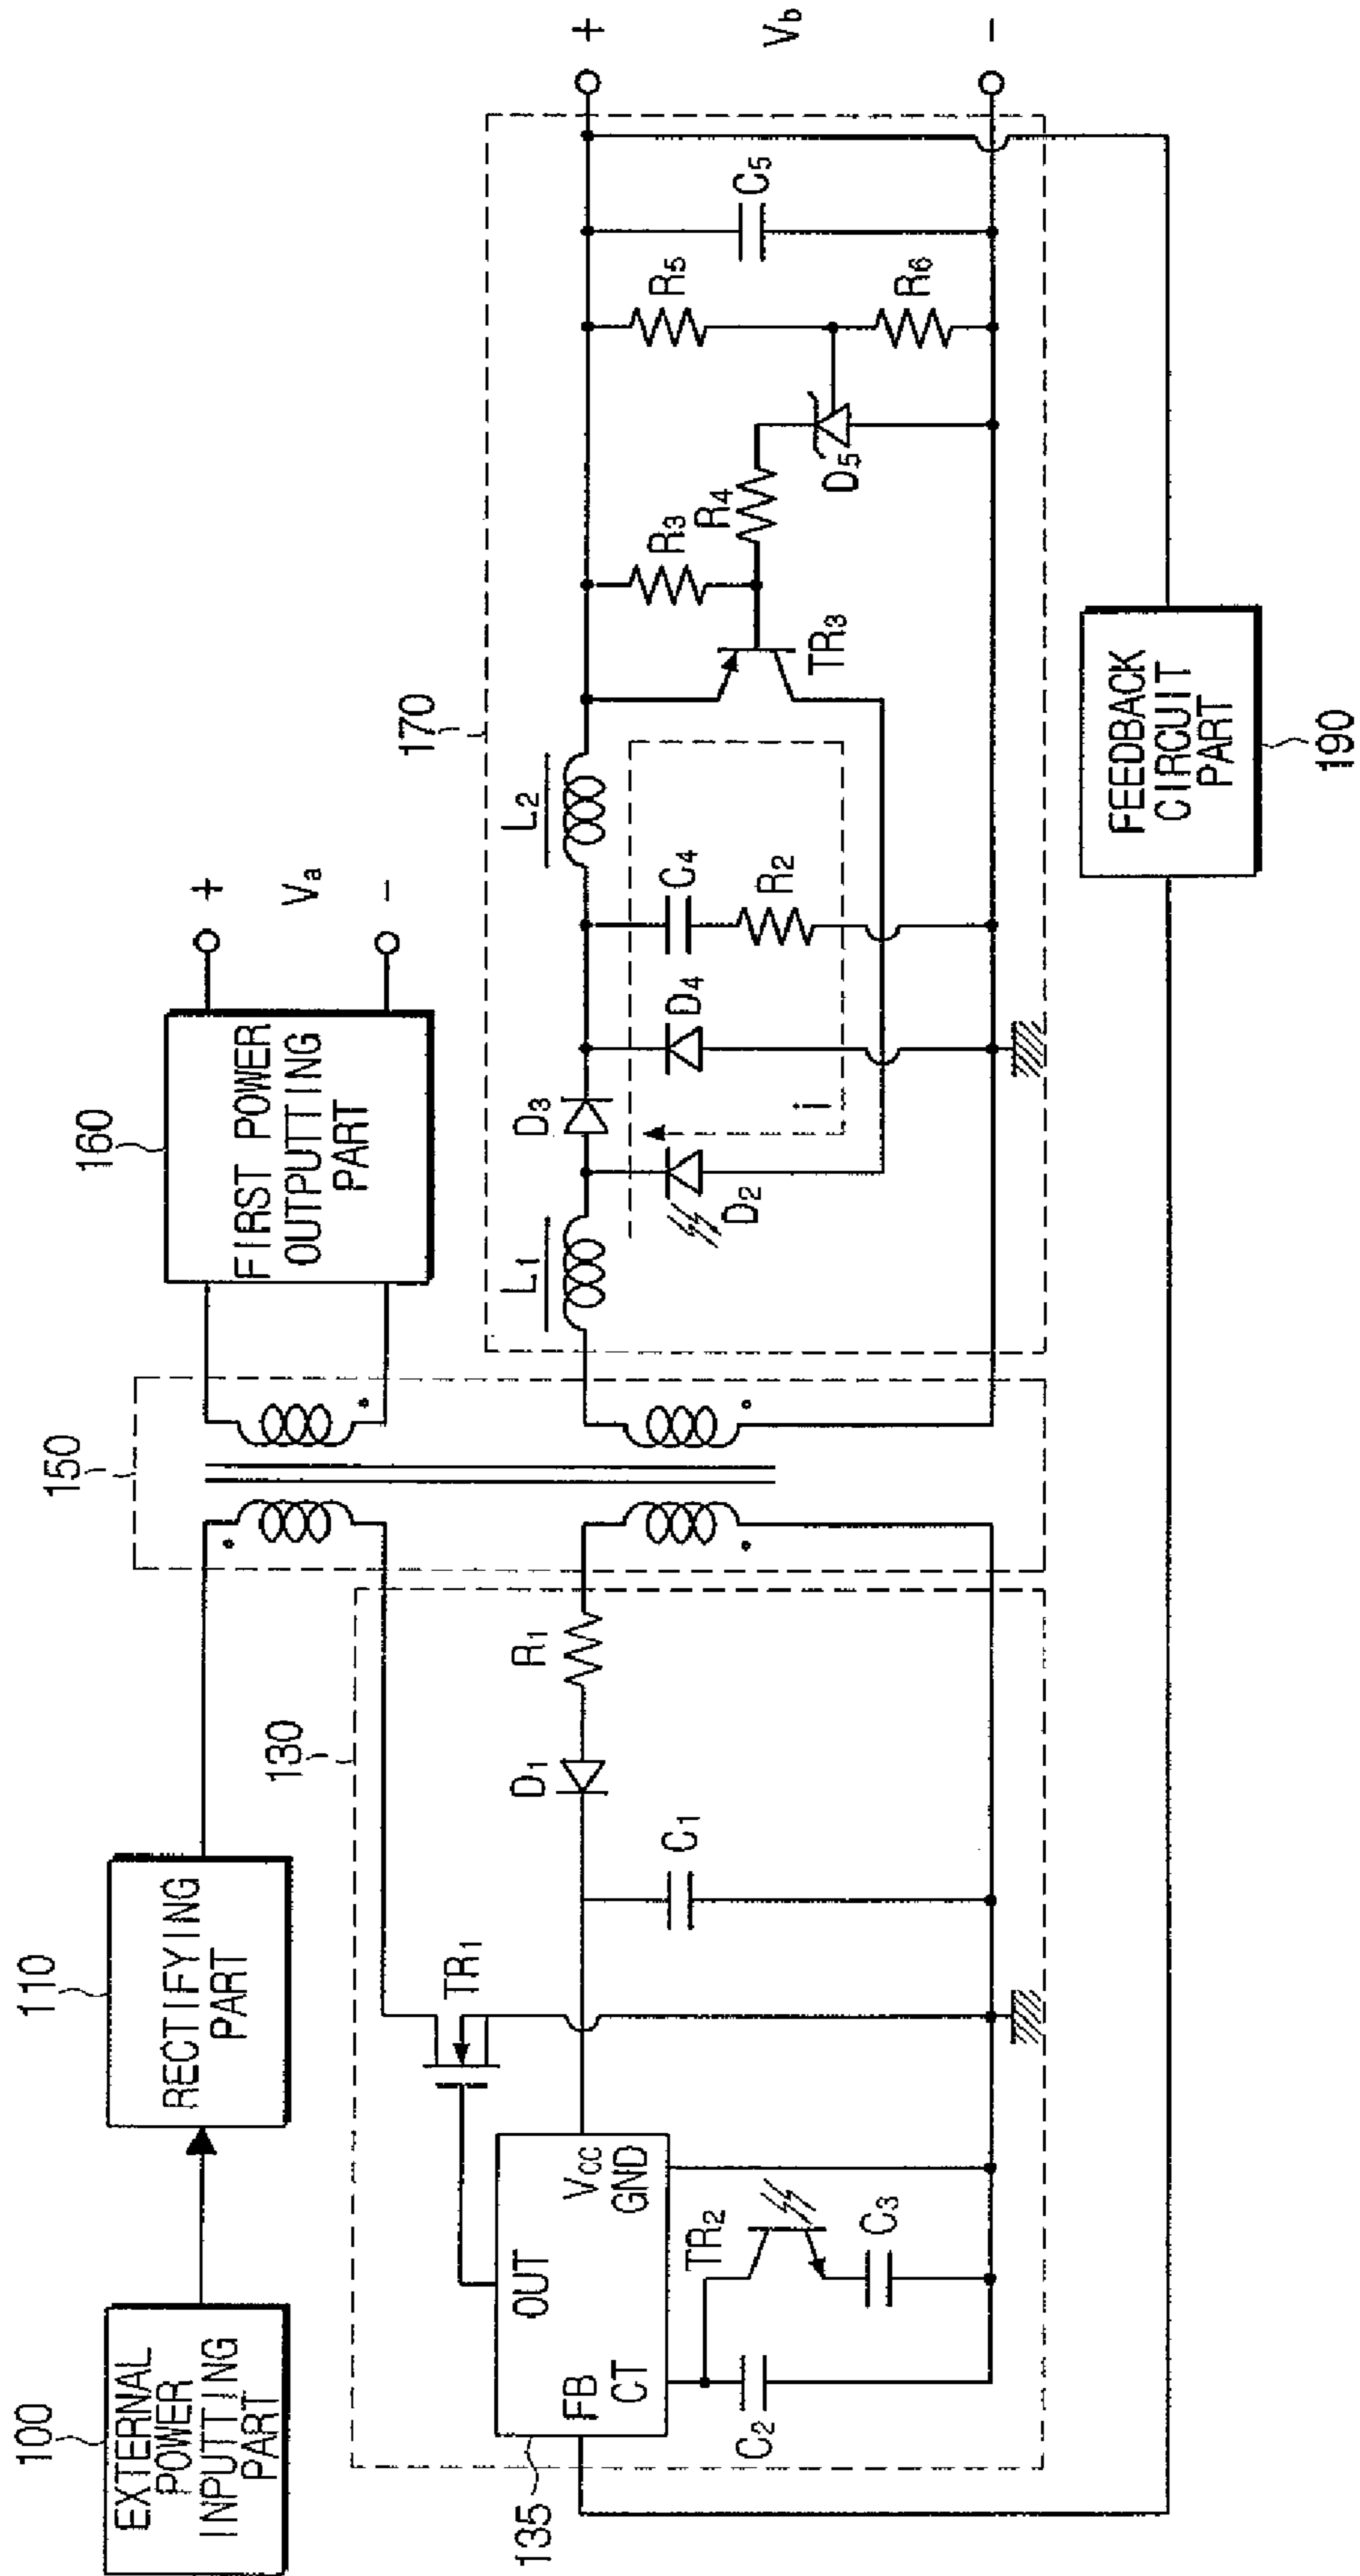 100
EXTERNAL
POWER
INPUTTING
PART
110
RECTIFYING
PART
130
TR1
D1
R1
C1
135
OUT
FB
CT
VCC
GND
TR2
C2
C3
150
160
FIRST POWER
OUTPUTTING
PART
+
Va
-
170
L1
D3
L2
D2
i
D4
C4
R2
TR3
R3
R4
D5
R5
R6
C5
+
Vb
-
FEEDBACK
CIRCUIT
PART
190